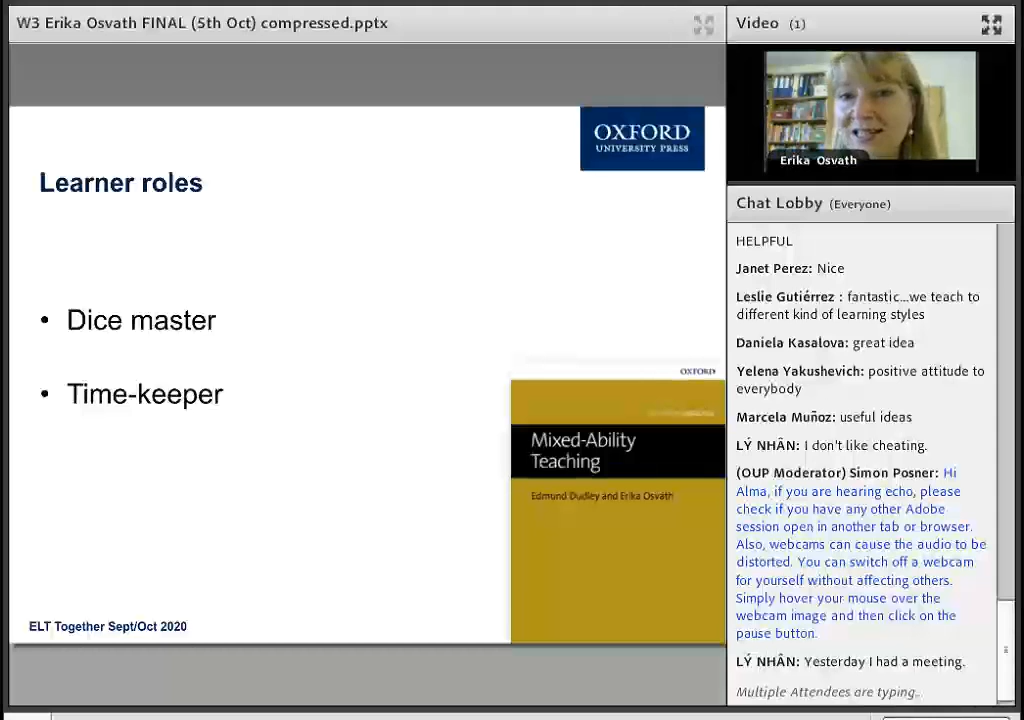 W3 Erika Osvath FINAL (5th Oct) compressed.pptx
OXFORD
UNIVERSITY PRESS
Learner roles
• Dice master
• Time-keeper
OXFORD
Mixed-Ability
Teaching
Edmund Dudley and Erika Osváth
ELT Together Sept/Oct 2020
Video (1)
Erika Osvath
Chat Lobby (Everyone)
HELPFUL
Janet Perez: Nice
Leslie Gutiérrez : fantastic...we teach to
different kind of learning styles
Daniela Kasalova: great idea
Yelena Yakushevich: positive attitude to
everybody
Marcela Muñoz: useful ideas
LÝ NHÂN: I don't like cheating.
(OUP Moderator) Simon Posner: Hi
Alma, if you are hearing echo, please
check if you have any other Adobe
session open in another tab or browser.
Also, webcams can cause the audio to be
distorted. You can switch off a webcam
for yourself without affecting others.
Simply hover your mouse over the
webcam image and then click on the
pause button.
LÝ NHÂN: Yesterday I had a meeting.
Multiple Attendees are typing..